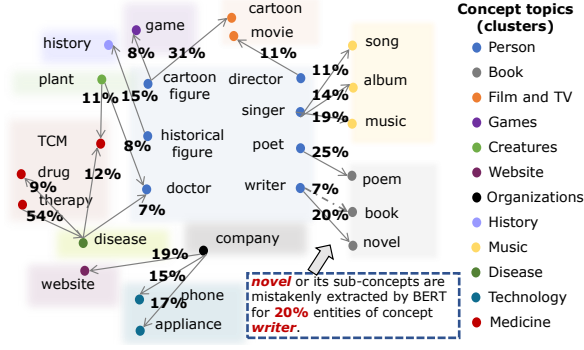 cartoon
movie
game
history
8%
31%
11%
song
director
11%
plant
cartoon
figure
album
11%
15%
singer
14%
19%
music
TCM
8%
historical
figure
poet
25%
drug
9%
12%
poem
therapy
54%
doctor
7%
writer
7%
20%
book
novel
disease
company
19%
website
15%
phone
17%
appliance
novel or its sub-concepts are
mistakenly extracted by BERT
for 20% entities of concept
writer.
Concept topics
(clusters)
Person
Book
Film and TV
Games
Creatures
Website
Organizations
History
Music
Disease
Technology
Medicine